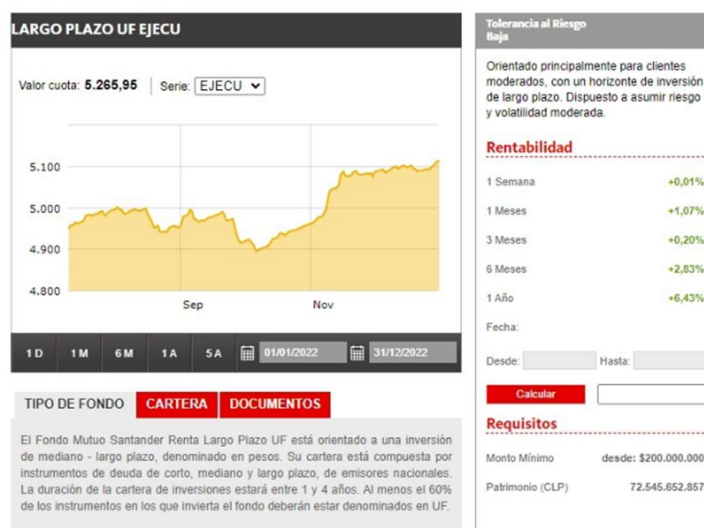 LARGO PLAZO UF EJECU
Valor cuota: 5.265,95 Serie: EJECU
5.100
5.000
4.900
4.800
Sep Nov
1 D 1 M 6 M 1 A 5 A 01/01/2022 31/12/2022
TIPO DE FONDO CARTERA DOCUMENTOS
El Fondo Mutuo Santander Renta Largo Plazo UF está orientado a una inversión
de mediano - largo plazo, denominado en pesos. Su cartera está compuesta por
instrumentos de deuda de corto, mediano y largo plazo, de emisores nacionales.
La duración de la cartera de inversiones estará entre 1 y 4 años. Al menos el 60%
de los instrumentos en los que invierta el fondo deberán estar denominados en UF.
Tolerancia al Riesgo
Baja
Orientado principalmente para clientes
moderados, con un horizonte de inversión
de largo plazo. Dispuesto a asumir riesgo
y volatilidad moderada.
Rentabilidad
1 Semana +0,01%
1 Meses +1,07%
3 Meses +0,20%
6 Meses +2,83%
1 Año +6,43%
Fecha:
Desde: Hasta:
Calcular
Requisitos
Monto Mínimo desde: $200.000.000
Patrimonio (CLP) 72.545.652.857